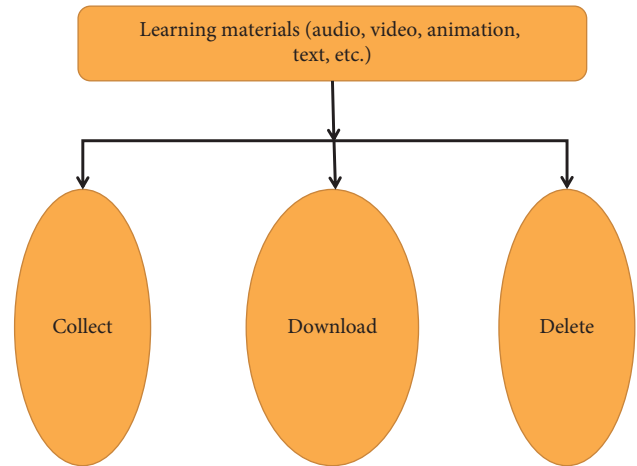 Learning materials (audio, video, animation,
text, etc.)
Collect
Download
Delete